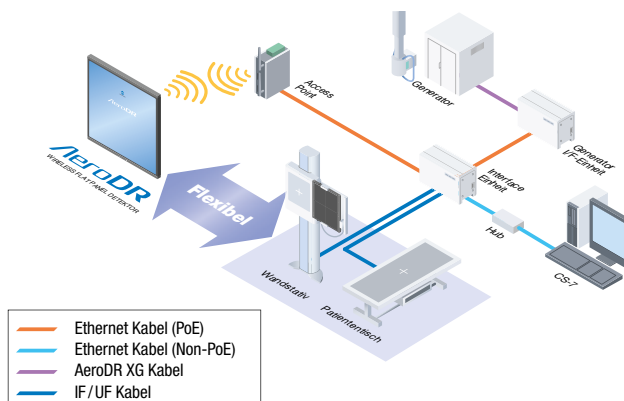 AeroDR
AeroDR
WIRELESS FLAT PANEL DETEKTOR
Flexibel
Access
Point
Generator
Generator
I/F-Einheit
Interface
Einheit
Hub
CS-7
Wandstativ
Patiententisch
Ethernet Kabel (PoE)
Ethernet Kabel (Non-PoE)
AeroDR XG Kabel
IF / UF Kabel